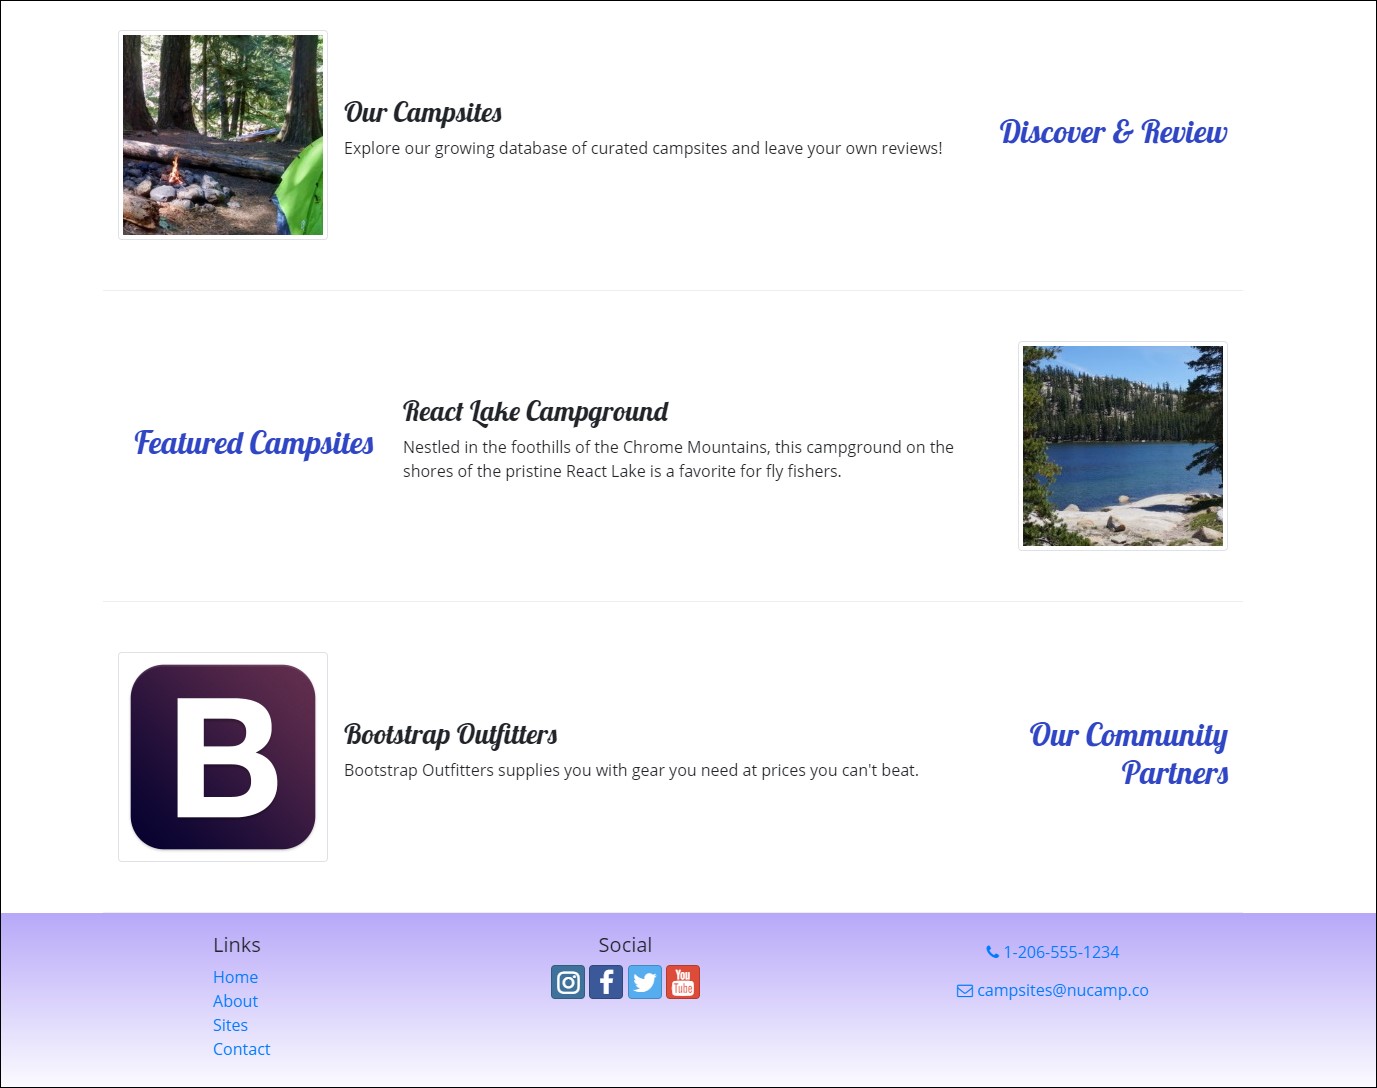 Our Campsites
Explore our growing database of curated campsites and leave your own reviews!
Discover & Review
Featured Campsites
React Lake Campground
Nestled in the foothills of the Chrome Mountains, this campground on the
shores of the pristine React Lake is a favorite for fly fishers.
B
Bootstrap Outfitters
Bootstrap Outfitters supplies you with gear you need at prices you can't beat.
Our Community
Partners
Links
Home
About
Sites
Contact
Social
f
You
Tube
1-206-555-1234
campsites@nucamp.co